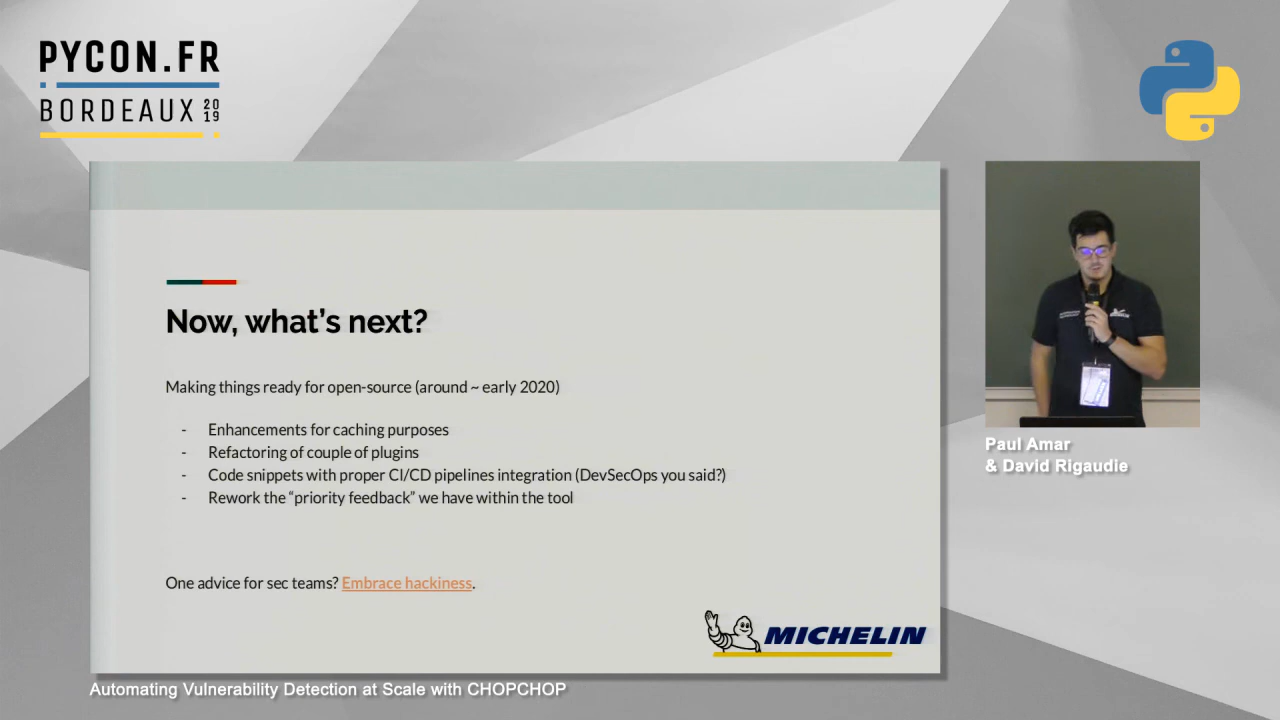 PYCON.FR
BORDEAUX 2019
Now, what's next?
Making things ready for open-source (around ~ early 2020)
- Enhancements for caching purposes
- Refactoring of couple of plugins
- Code snippets with proper CI/CD pipelines integration (DevSecOps you said?)
- Rework the “priority feedback” we have within the tool
One advice for sec teams? Embrace hackiness.
MICHELIN
Paul Amar
& David Rigaudie
Automating Vulnerability Detection at Scale with CHOPCHOP